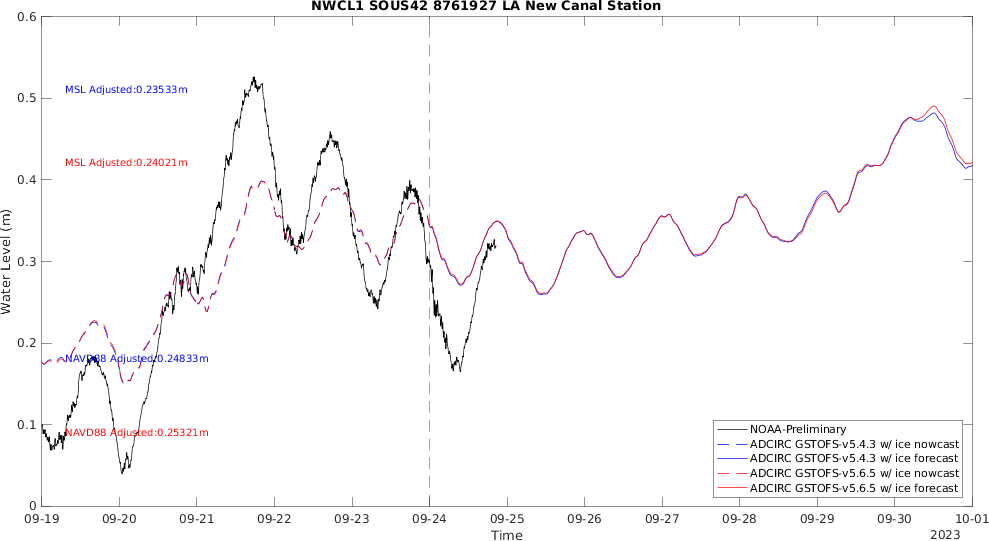 NWCL1 SOUS42 8761927 LA New Canal Station
0.6
0.5
0.4
0.3
0.2
0.1
0
Water Level (m)
MSL Adjusted:0.23533m
MSL Adjusted:0.24021m
NAVD88 Adjusted:0.24833m
NAVD88 Adjusted:0.25321m
NOAA-Preliminary
ADCIRC GSTOFS-v5.4.3 w/ ice nowcast
ADCIRC GSTOFS-v5.4.3 w/ ice forecast
ADCIRC GSTOFS-v5.6.5 w/ ice nowcast
ADCIRC GSTOFS-v5.6.5 w/ ice forecast
09-19 09-20 09-21 09-22 09-23 09-24 09-25 09-26 09-27 09-28 09-29 09-30 10-01
Time
2023